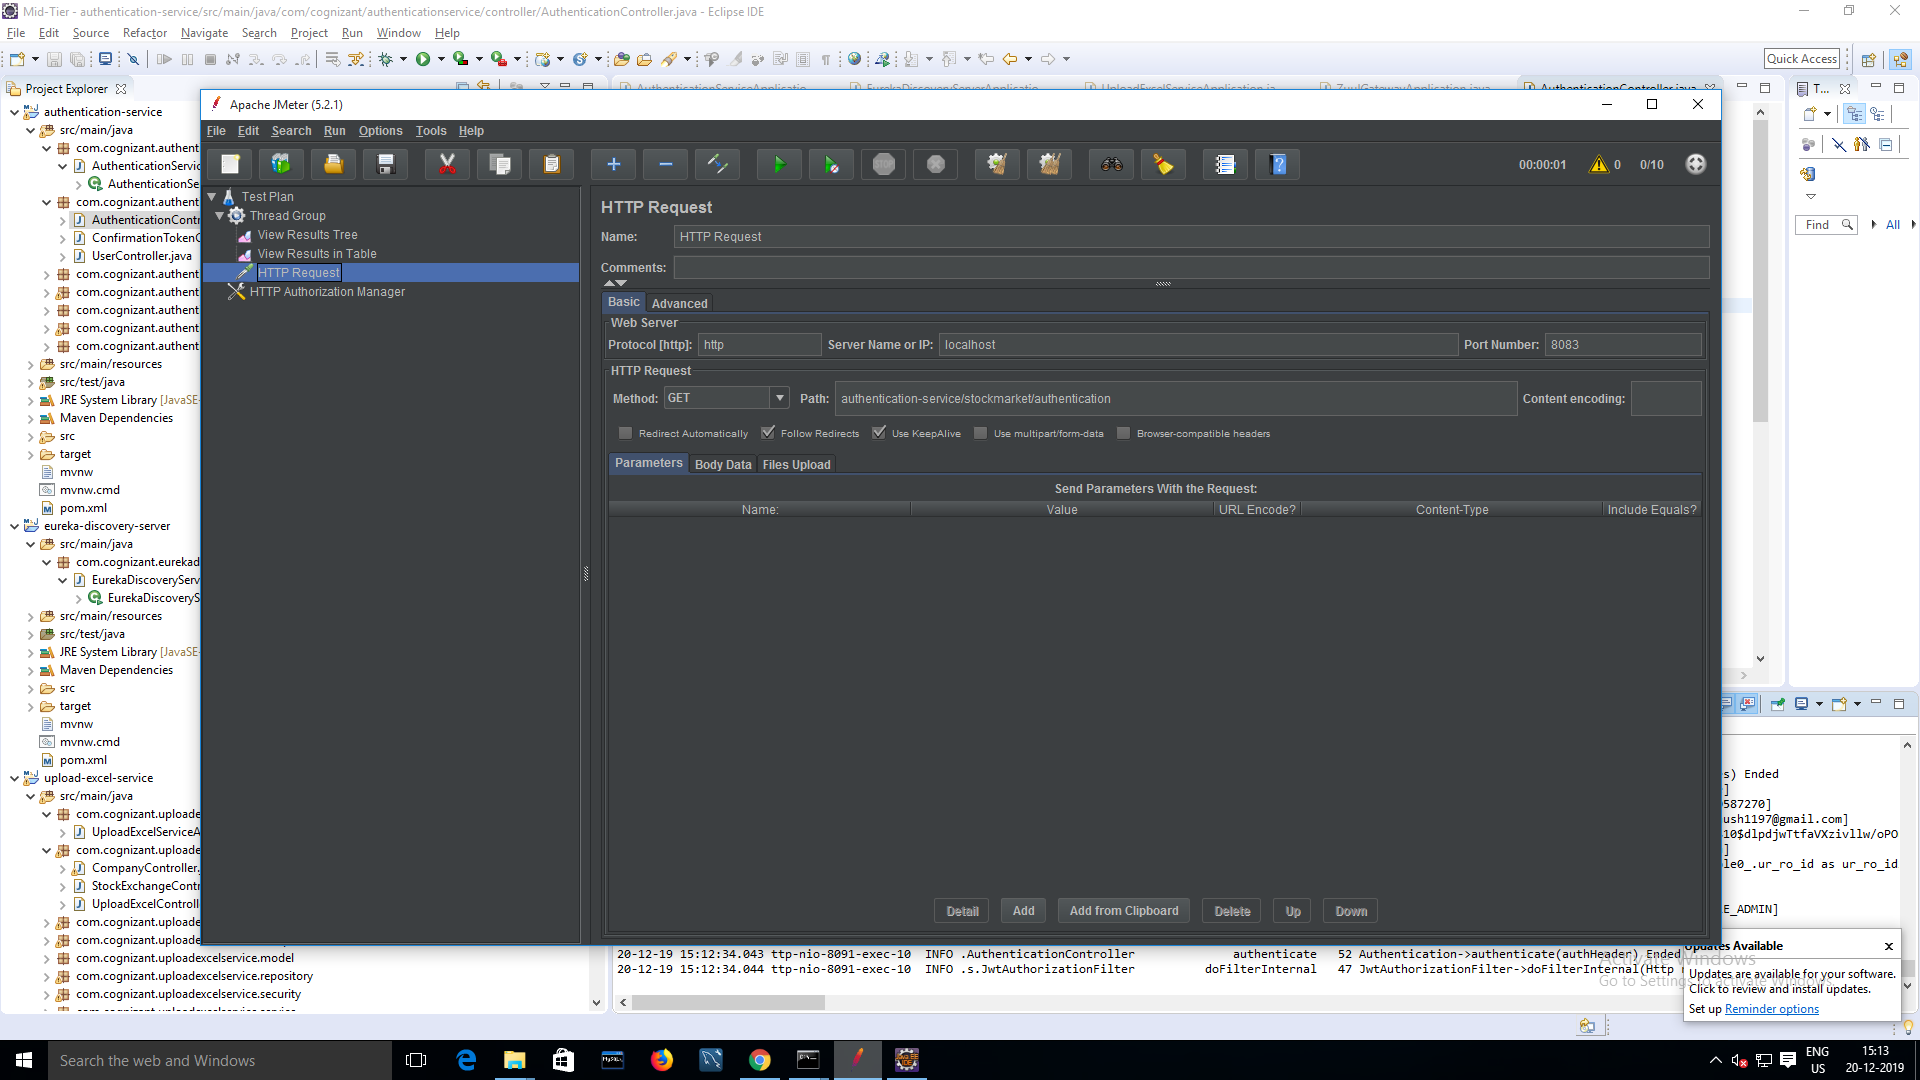 Mid-Tier - authentication-service/src/main/java/com/cognizant/authenticationservice/controller/AuthenticationController.java - Eclipse IDE
File Edit Source Refactor Navigate Search Project Run Window Help
Quick Access
Project Explorer
T...
authentication-service
src/main/java
com.cognizant.authent
AuthenticationServic
AuthenticationSe
com.cognizant.authent
AuthenticationContr
ConfirmationTokenC
UserController.java
com.cognizant.authent
com.cognizant.authent
com.cognizant.authent
com.cognizant.authent
com.cognizant.authent
src/main/resources
src/test/java
JRE System Library [JavaSE-
Maven Dependencies
src
target
mvnw
mvnw.cmd
pom.xml
eureka-discovery-server
src/main/java
com.cognizant.eurekad
EurekaDiscoveryServ
EurekaDiscoveryS
src/main/resources
src/test/java
JRE System Library [JavaSE-
Maven Dependencies
src
target
mvnw
mvnw.cmd
pom.xml
upload-excel-service
src/main/java
com.cognizant.uploade
UploadExcelServiceA
com.cognizant.uploade
CompanyController.
StockExchangeContr
UploadExcelControll
com.cognizant.uploade
com.cognizant.uploade
com.cognizant.uploadexcelservice.model
com.cognizant.uploadexcelservice.repository
com.cognizant.uploadexcelservice.security
Apache JMeter (5.2.1)
File Edit Search Run Options Tools Help
00:00:01 0 0/10
Test Plan
Thread Group
View Results Tree
View Results in Table
HTTP Request
HTTP Authorization Manager
HTTP Request
Name: HTTP Request
Comments:
Basic Advanced
Web Server
Protocol [http]: http Server Name or IP: localhost Port Number: 8083
HTTP Request
Method: GET Path: authentication-service/stockmarket/authentication Content encoding:
Redirect Automatically Follow Redirects Use KeepAlive Use multipart/form-data Browser-compatible headers
Parameters Body Data Files Upload
Send Parameters With the Request:
Name: Value URL Encode? Content-Type Include Equals?
Detail Add Add from Clipboard Delete Up Down
Find All
s) Ended
]
587270]
ush1197@gmail.com]
10$dlpdjwTtfaVXzivllw/oPO
]
le0_.ur_ro_id as ur_ro_id
E_ADMIN]
20-12-19 15:12:34.043 ttp-nio-8091-exec-10 INFO .AuthenticationController authenticate 52 Authentication->authenticate(authHeader) Ended
20-12-19 15:12:34.044 ttp-nio-8091-exec-10 INFO .s.JwtAuthorizationFilter doFilterInternal 47 JwtAuthorizationFilter->doFilterInternal(Http
Updates Available
Updates are available for your software.
Click to review and install updates.
Set up Reminder options
Activate Windows
Go to Settings to activate Windows.
Search the web and Windows
ENG
US
15:13
20-12-2019